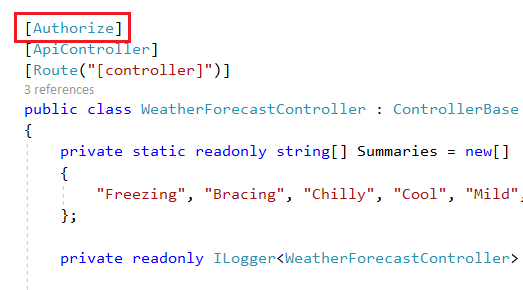 [Authorize]
[ApiController]
[Route("[controller]")]
3 references
public class WeatherForecastController : ControllerBase
{
private static readonly string[] Summaries = new[]
{
"Freezing", "Bracing", "Chilly", "Cool", "Mild",
};
private readonly ILogger<WeatherForecastController>